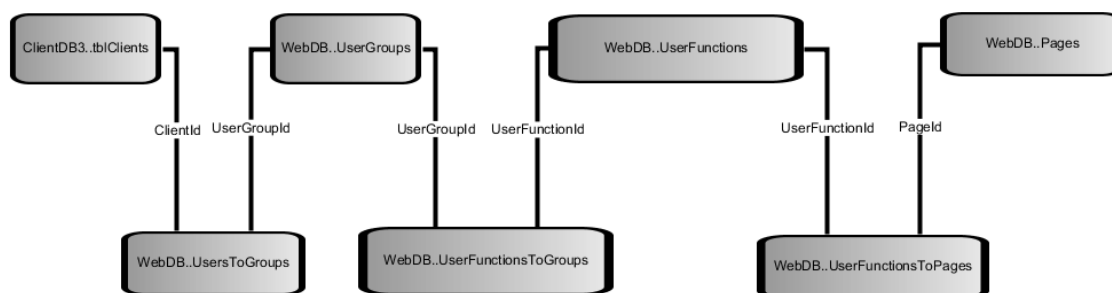 ClientDB3..tblClients
WebDB..UserGroups
WebDB..UserFunctions
WebDB..Pages
ClientId
UserGroupId
UserGroupId
UserFunctionId
UserFunctionId
PageId
WebDB..UsersToGroups
WebDB..UserFunctionsToGroups
WebDB..UserFunctionsToPages